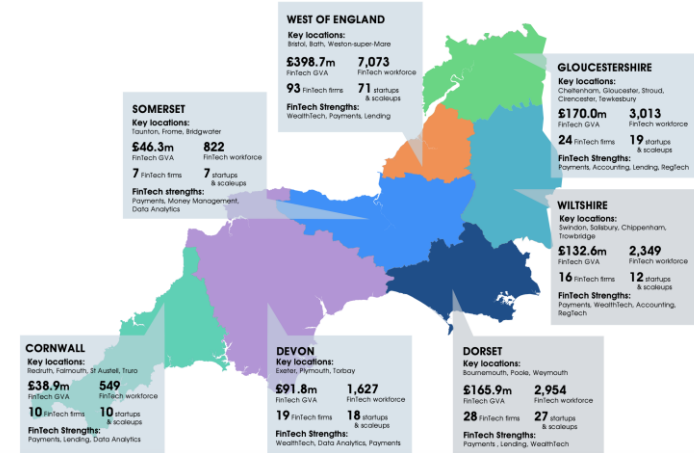 WEST OF ENGLAND
Key locations:
Bristol, Bath, Weston-super-Mare
£398.7m 7,073
FinTech GVA FinTech workforce
93 FinTech firms 71 startups
& scaleups
FinTech Strengths:
WealthTech, Payments, Lending
GLOUCESTERSHIRE
Key locations:
Cheltenham, Gloucester, Stroud,
Cirencester, Tewkesbury
£170.0m 3,013
FinTech GVA FinTech workforce
24 FinTech firms 19 startups
& scaleups
FinTech Strengths:
Payments, Accounting, Lending, RegTech
SOMERSET
Key locations:
Taunton, Frome, Bridgwater
£46.3m 822
FinTech GVA FinTech workforce
7 FinTech firms 7 startups
& scaleups
FinTech strengths:
Payments, Money Management,
Data Analytics
WILTSHIRE
Key locations:
Swindon, Salisbury, Chippenham,
Trowbridge
£132.6m 2,349
FinTech GVA FinTech workforce
16 FinTech firms 12 startups
& scaleups
FinTech Strengths:
Payments, WealthTech, Accounting,
RegTech
CORNWALL
Key locations:
Redruth, Falmouth, St Austell, Truro
£38.9m 549
FinTech GVA FinTech workforce
10 FinTech firms 10 startups
& scaleups
FinTech Strengths:
Payments, Lending, Data Analytics
DEVON
Key locations:
Exeter, Plymouth, Torbay
£91.8m 1,627
FinTech GVA FinTech workforce
19 FinTech firms 18 startups
& scaleups
FinTech Strengths:
WealthTech, Data Analytics, Payments
DORSET
Key locations:
Bournemouth, Poole, Weymouth
£165.9m 2,954
FinTech GVA FinTech workforce
28 FinTech firms 27 startups
& scaleups
FinTech Strengths:
Payments , Lending, WealthTech